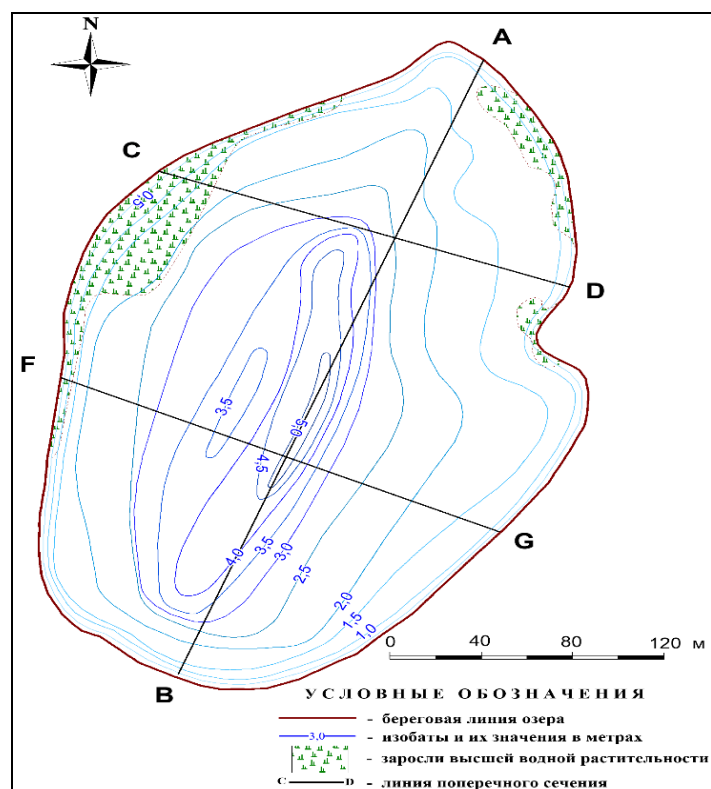 N
A
C
0,5
D
F
3,5
5,0
4,5
G
4,0
3,5
3,0
2,5
2,0
1,5
1,0
B
0 40 80 120 м
УСЛОВНЫЕ ОБОЗНАЧЕНИЯ
- береговая линия озера
3,0 - изобаты и их значения в метрах
- заросли высшей водной растительности
C D - линия поперечного сечения